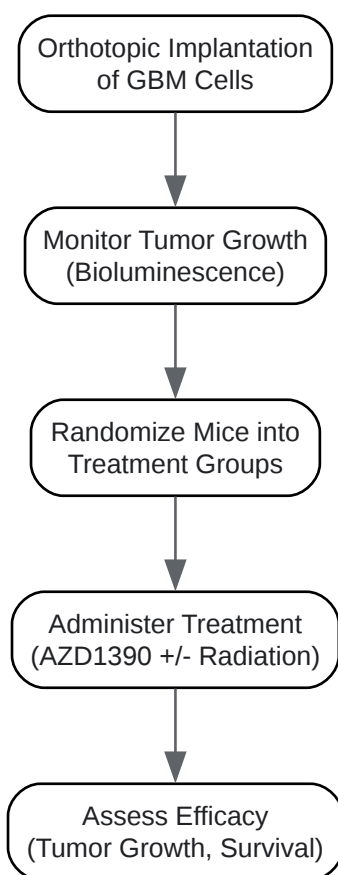 Orthotopic Implantation
of GBM Cells
Monitor Tumor Growth
(Bioluminescence)
Randomize Mice into
Treatment Groups
Administer Treatment
(AZD1390 +/- Radiation)
Assess Efficacy
(Tumor Growth, Survival)